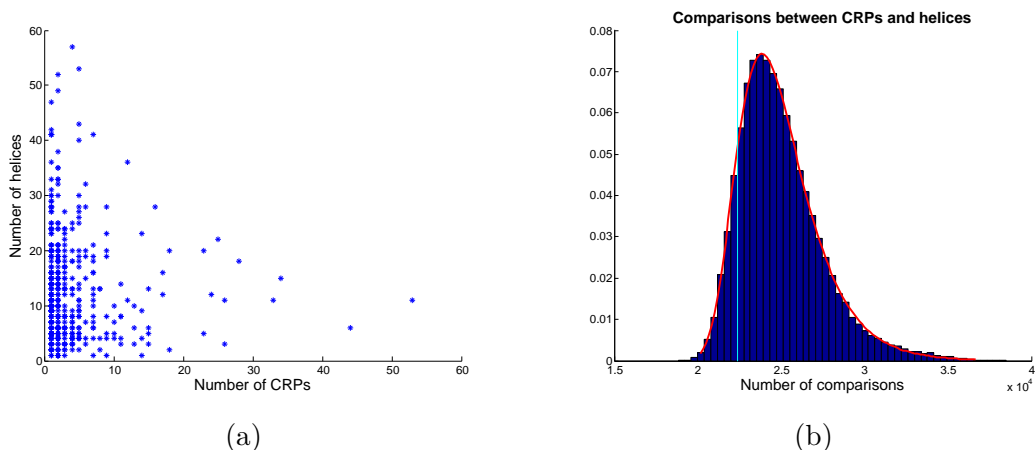 60
50
40
30
20
10
0
0 10 20 30 40 50 60
Number of helices
Number of CRPs
(a)
Comparisons between CRPs and helices
0.08
0.07
0.06
0.05
0.04
0.03
0.02
0.01
0
1.5 2 2.5 3 3.5 4
x 10^4
Number of comparisons
(b)